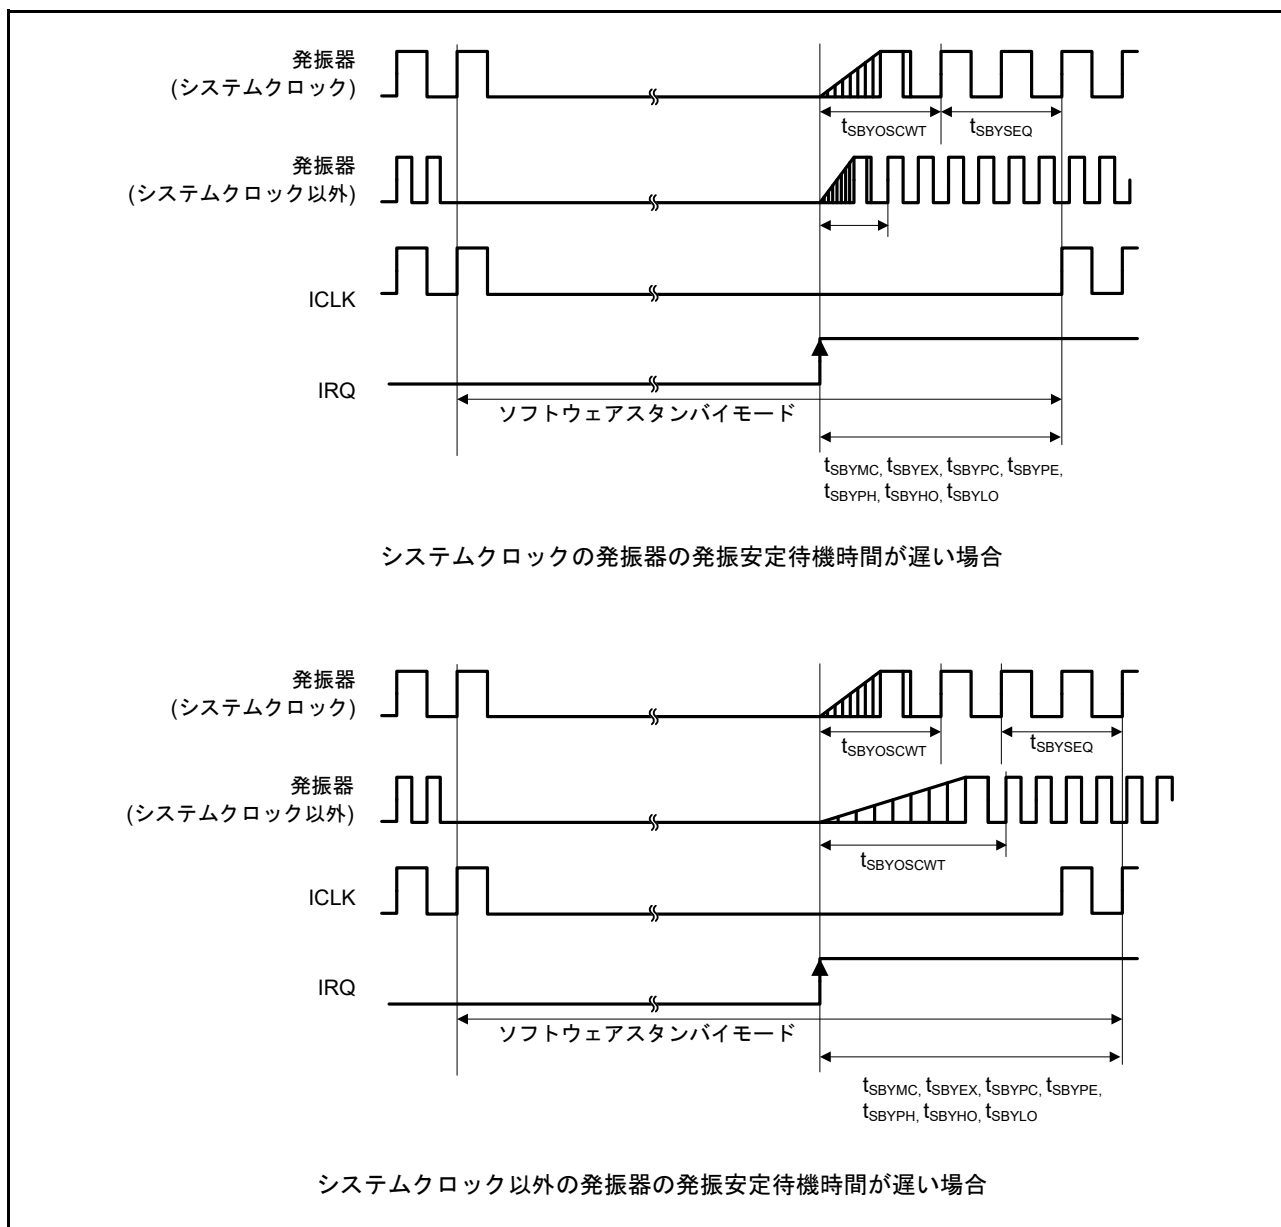 発振器
(システムクロック)
tSBYOSCWT
tSBYSEQ
発振器
(システムクロック以外)
ICLK
IRQ
ソフトウェアスタンバイモード
tSBYMC, tSBYEX, tSBYPC, tSBYPE,
tSBYPH, tSBYHO, tSBYLO
システムクロックの発振器の発振安定待機時間が遅い場合
発振器
(システムクロック)
tSBYOSCWT
tSBYSEQ
発振器
(システムクロック以外)
tSBYOSCWT
ICLK
IRQ
ソフトウェアスタンバイモード
tSBYMC, tSBYEX, tSBYPC, tSBYPE,
tSBYPH, tSBYHO, tSBYLO
システムクロック以外の発振器の発振安定待機時間が遅い場合